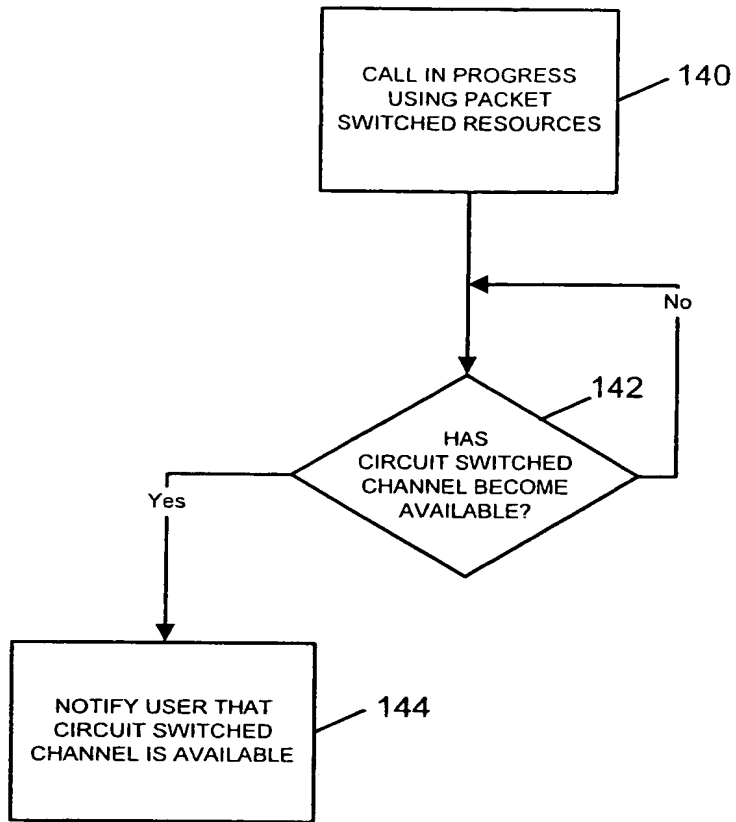 CALL IN PROGRESS
USING PACKET
SWITCHED RESOURCES
140
No
142
HAS
CIRCUIT SWITCHED
CHANNEL BECOME
AVAILABLE?
Yes
NOTIFY USER THAT
CIRCUIT SWITCHED
CHANNEL IS AVAILABLE
144